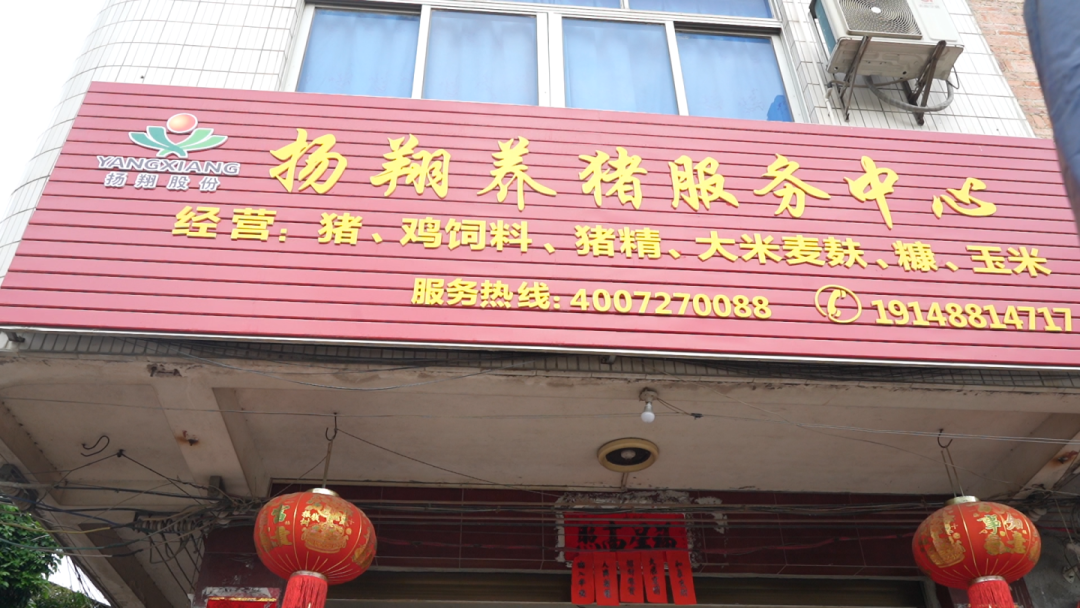 YANGXIANG
扬翔股份
扬翔养猪服务中心
经营:猪、鸡饲料、猪精、大米麦麸、糠、玉米
服务热线:4007270088 19148814717